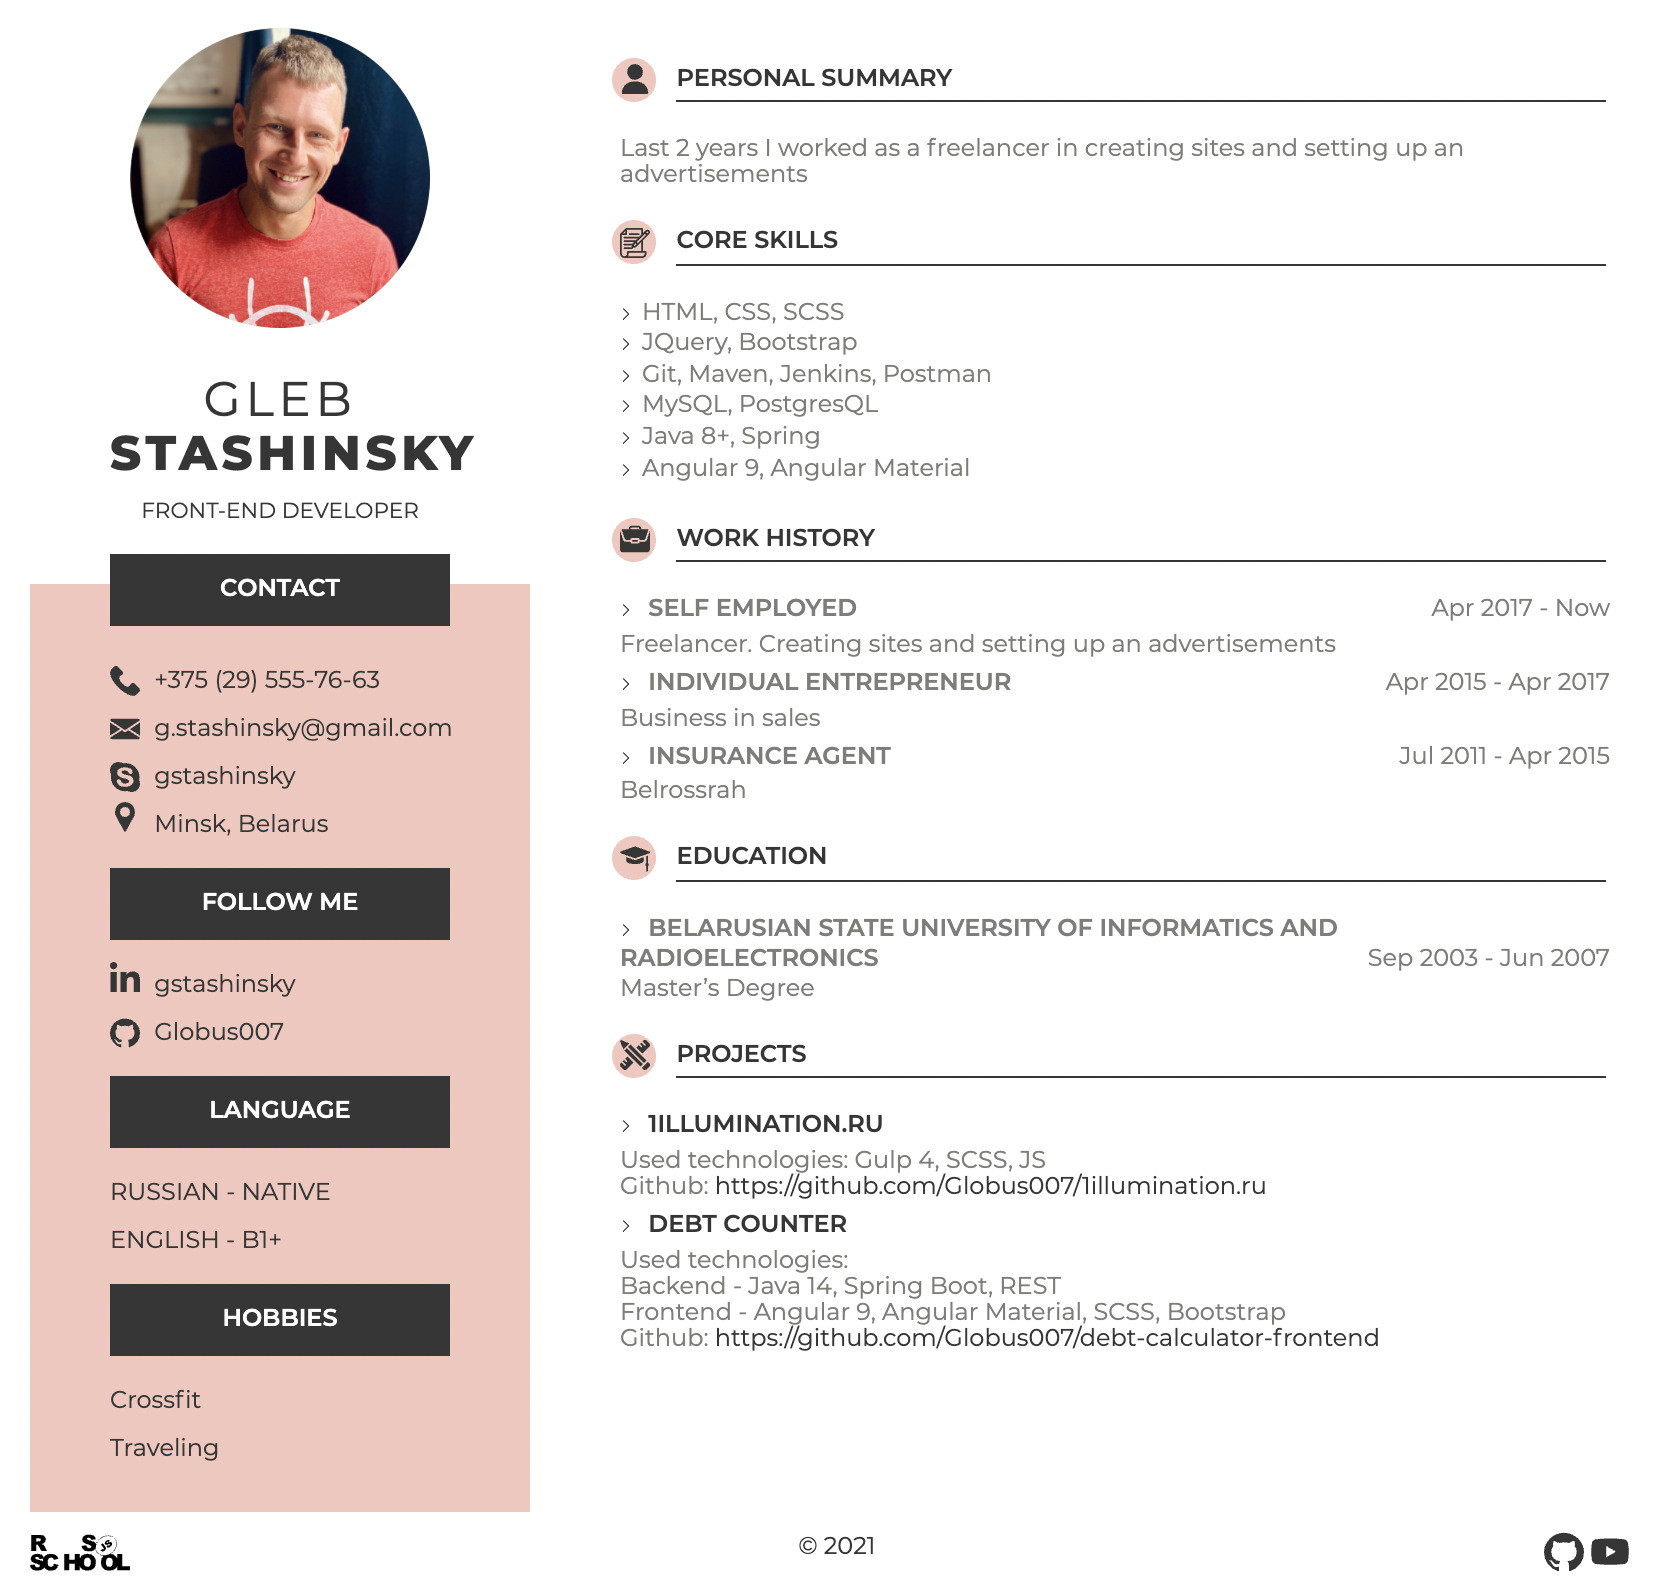 GLEB
STASHINSKY
FRONT-END DEVELOPER
CONTACT
+375 (29) 555-76-63
g.stashinsky@gmail.com
gstashinsky
Minsk, Belarus
FOLLOW ME
in gstashinsky
Globus007
LANGUAGE
RUSSIAN - NATIVE
ENGLISH - B1+
HOBBIES
Crossfit
Traveling
PERSONAL SUMMARY
Last 2 years I worked as a freelancer in creating sites and setting up an
advertisements
CORE SKILLS
HTML, CSS, SCSS
JQuery, Bootstrap
Git, Maven, Jenkins, Postman
MySQL, PostgresQL
Java 8+, Spring
Angular 9, Angular Material
WORK HISTORY
SELF EMPLOYED Apr 2017 - Now
Freelancer. Creating sites and setting up an advertisements
INDIVIDUAL ENTREPRENEUR Apr 2015 - Apr 2017
Business in sales
INSURANCE AGENT Jul 2011 - Apr 2015
Belrossrah
EDUCATION
BELARUSIAN STATE UNIVERSITY OF INFORMATICS AND
RADIOELECTRONICS Sep 2003 - Jun 2007
Master’s Degree
PROJECTS
1ILLUMINATION.RU
Used technologies: Gulp 4, SCSS, JS
Github: https://github.com/Globus007/1illumination.ru
DEBT COUNTER
Used technologies:
Backend - Java 14, Spring Boot, REST
Frontend - Angular 9, Angular Material, SCSS, Bootstrap
Github: https://github.com/Globus007/debt-calculator-frontend
R S JS
SCHOOL
© 2021